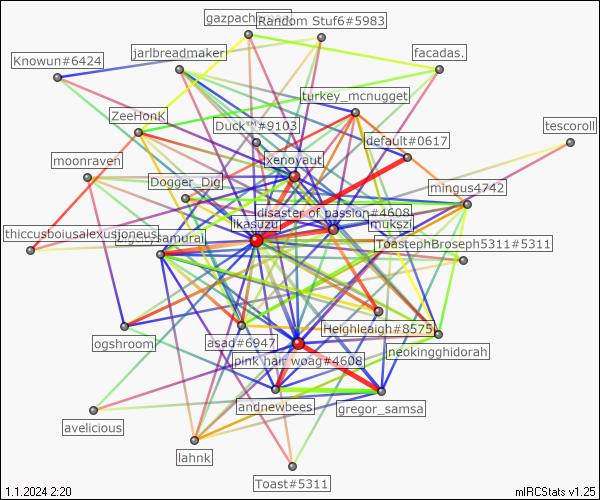 gazpach
Random Stuf6#5983
jarlbreadmaker
facadas.
Knowun#6424
turkey_mcnugget
ZeeHonK
Duck™#9103
tescoroll
default#0617
moonraven
xenoyaut
Dogger_Dig
mingus4742
disaster of passion#4608
ikasuzu
mukszi
thiccusboiusalexusjoneus
samurai
ToastephBroseph5311#5311
Heighleaigh#8575
ogshroom
asad#6947
neokingghidorah
pink hair woag#4608
andnewbees
gregor_samsa
avelicious
lahnk
Toast#5311
1.1.2024 2:20
mIRCStats v1.25